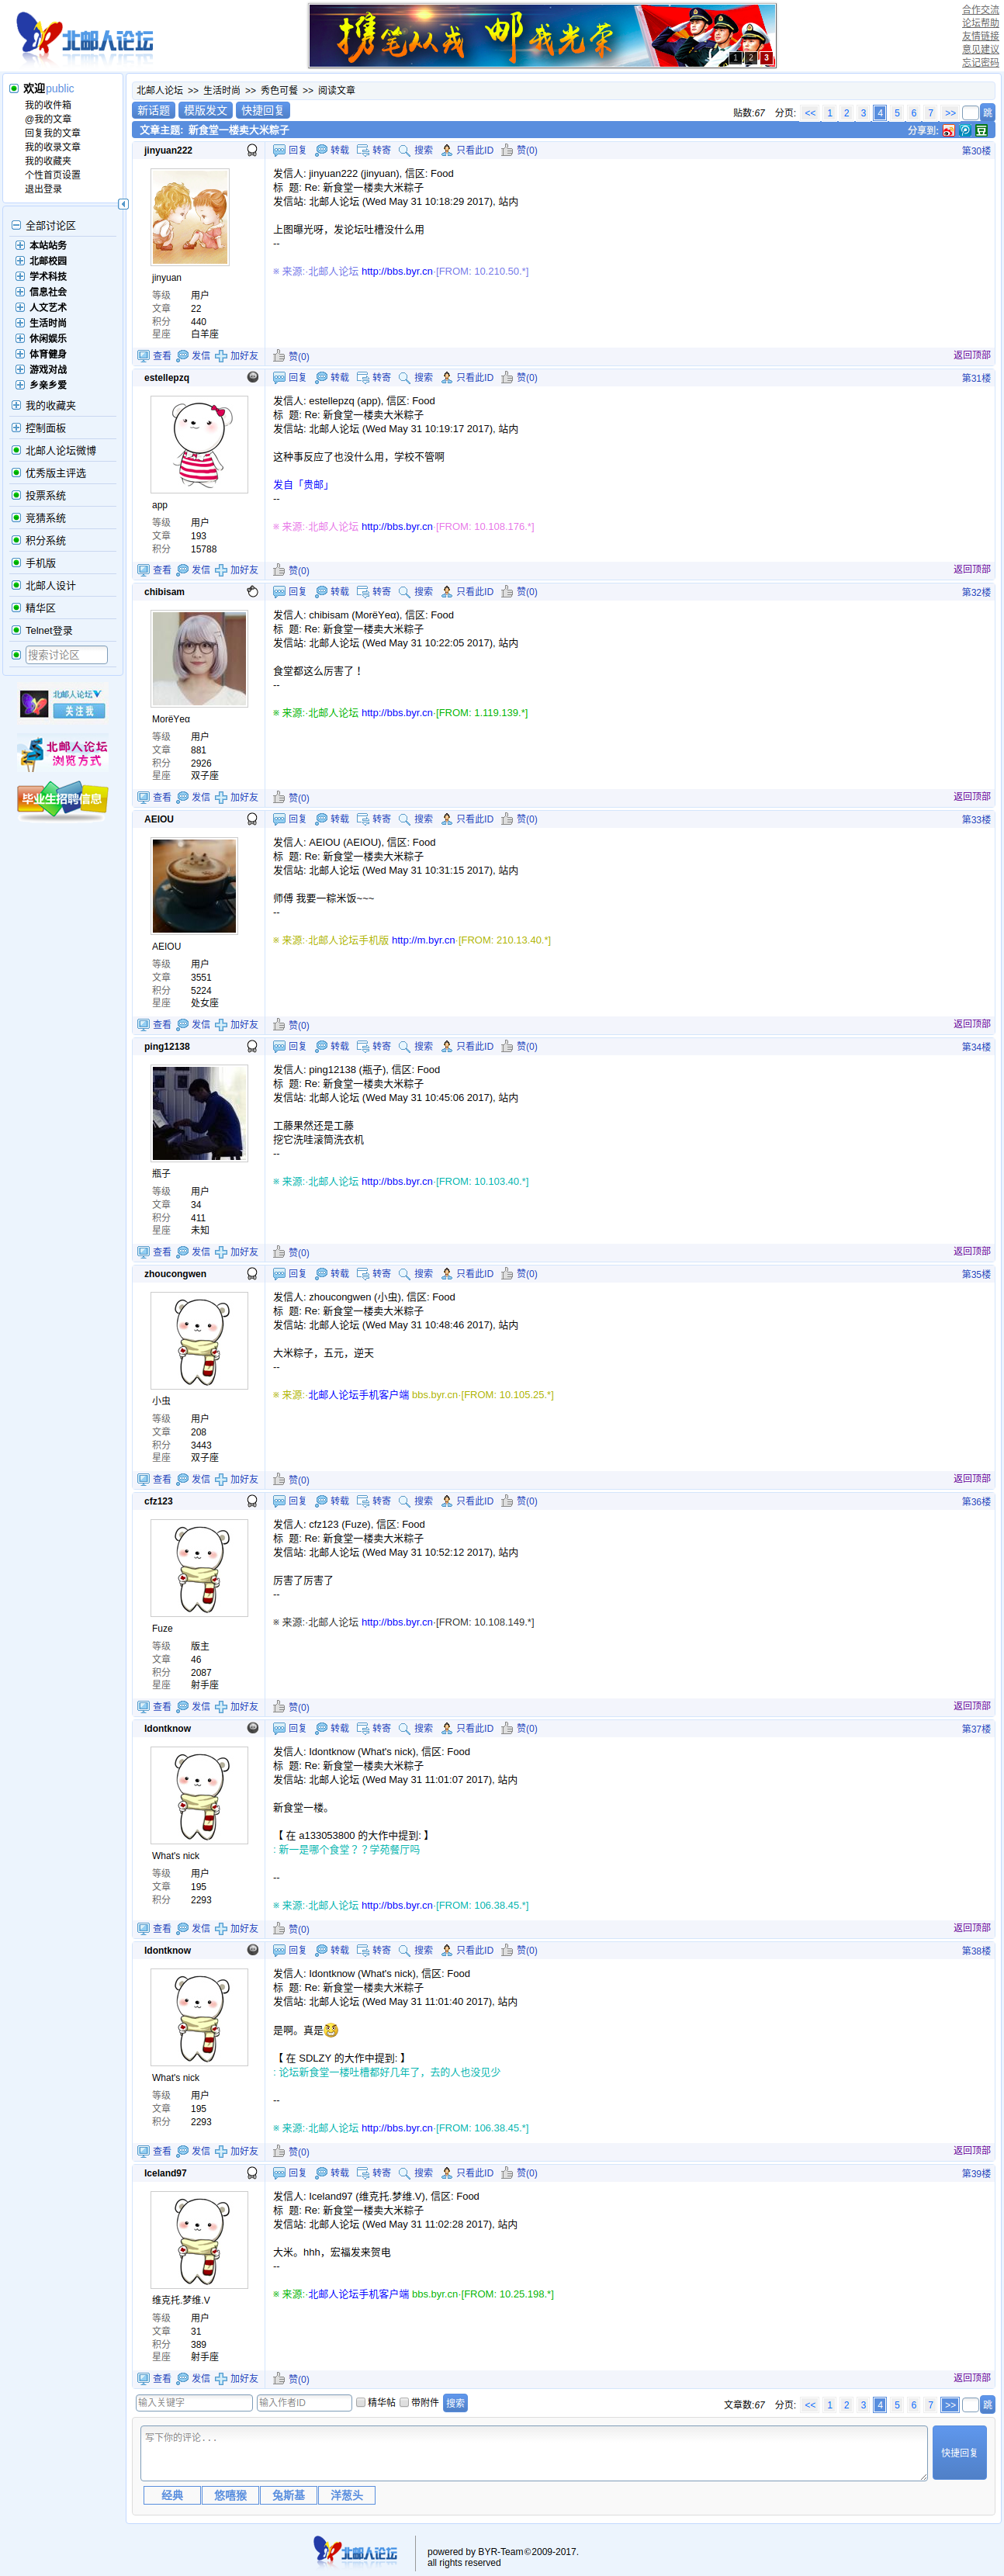 北邮人论坛
携笔从戎 邮我光荣
1 2 3
合作交流
论坛帮助
友情链接
意见建议
忘记密码
欢迎public
我的收件箱
@我的文章
回复我的文章
我的收录文章
我的收藏夹
个性首页设置
退出登录
全部讨论区
本站站务
北邮校园
学术科技
信息社会
人文艺术
生活时尚
休闲娱乐
体育健身
游戏对战
乡亲乡爱
我的收藏夹
控制面板
北邮人论坛微博
优秀版主评选
投票系统
竞猜系统
积分系统
手机版
北邮人设计
精华区
Telnet登录
搜索讨论区
北邮人论坛
关注我
北邮人论坛
浏览方式
毕业生招聘信息
北邮人论坛 >> 生活时尚 >> 秀色可餐 >> 阅读文章
新话题 模版发文 快捷回复
贴数:67 分页: << 1 2 3 4 5 6 7 >> 跳
文章主题: 新食堂一楼卖大米粽子
分享到:
jinyuan222 回复 转载 转寄 搜索 只看此ID 赞(0) 第30楼
发信人: jinyuan222 (jinyuan), 信区: Food
标 题: Re: 新食堂一楼卖大米粽子
发信站: 北邮人论坛 (Wed May 31 10:18:29 2017), 站内
上图曝光呀，发论坛吐槽没什么用
--
※ 来源:·北邮人论坛 http://bbs.byr.cn·[FROM: 10.210.50.*]
jinyuan
等级 用户
文章 22
积分 440
星座 白羊座
查看 发信 加好友 赞(0) 返回顶部
estellepzq 回复 转载 转寄 搜索 只看此ID 赞(0) 第31楼
发信人: estellepzq (app), 信区: Food
标 题: Re: 新食堂一楼卖大米粽子
发信站: 北邮人论坛 (Wed May 31 10:19:17 2017), 站内
这种事反应了也没什么用，学校不管啊
发自「贵邮」
--
※ 来源:·北邮人论坛 http://bbs.byr.cn·[FROM: 10.108.176.*]
app
等级 用户
文章 193
积分 15788
查看 发信 加好友 赞(0) 返回顶部
chibisam 回复 转载 转寄 搜索 只看此ID 赞(0) 第32楼
发信人: chibisam (MorëYeα), 信区: Food
标 题: Re: 新食堂一楼卖大米粽子
发信站: 北邮人论坛 (Wed May 31 10:22:05 2017), 站内
食堂都这么厉害了！
--
※ 来源:·北邮人论坛 http://bbs.byr.cn·[FROM: 1.119.139.*]
MorëYeα
等级 用户
文章 881
积分 2926
星座 双子座
查看 发信 加好友 赞(0) 返回顶部
AEIOU 回复 转载 转寄 搜索 只看此ID 赞(0) 第33楼
发信人: AEIOU (AEIOU), 信区: Food
标 题: Re: 新食堂一楼卖大米粽子
发信站: 北邮人论坛 (Wed May 31 10:31:15 2017), 站内
师傅 我要一粽米饭~~~
--
※ 来源:·北邮人论坛手机版 http://m.byr.cn·[FROM: 210.13.40.*]
AEIOU
等级 用户
文章 3551
积分 5224
星座 处女座
查看 发信 加好友 赞(0) 返回顶部
ping12138 回复 转载 转寄 搜索 只看此ID 赞(0) 第34楼
发信人: ping12138 (瓶子), 信区: Food
标 题: Re: 新食堂一楼卖大米粽子
发信站: 北邮人论坛 (Wed May 31 10:45:06 2017), 站内
工藤果然还是工藤
挖它洗哇滚筒洗衣机
--
※ 来源:·北邮人论坛 http://bbs.byr.cn·[FROM: 10.103.40.*]
瓶子
等级 用户
文章 34
积分 411
星座 未知
查看 发信 加好友 赞(0) 返回顶部
zhoucongwen 回复 转载 转寄 搜索 只看此ID 赞(0) 第35楼
发信人: zhoucongwen (小虫), 信区: Food
标 题: Re: 新食堂一楼卖大米粽子
发信站: 北邮人论坛 (Wed May 31 10:48:46 2017), 站内
大米粽子，五元，逆天
--
※ 来源:·北邮人论坛手机客户端 bbs.byr.cn·[FROM: 10.105.25.*]
小虫
等级 用户
文章 208
积分 3443
星座 双子座
查看 发信 加好友 赞(0) 返回顶部
cfz123 回复 转载 转寄 搜索 只看此ID 赞(0) 第36楼
发信人: cfz123 (Fuze), 信区: Food
标 题: Re: 新食堂一楼卖大米粽子
发信站: 北邮人论坛 (Wed May 31 10:52:12 2017), 站内
厉害了厉害了
--
※ 来源:·北邮人论坛 http://bbs.byr.cn·[FROM: 10.108.149.*]
Fuze
等级 版主
文章 46
积分 2087
星座 射手座
查看 发信 加好友 赞(0) 返回顶部
Idontknow 回复 转载 转寄 搜索 只看此ID 赞(0) 第37楼
发信人: Idontknow (What's nick), 信区: Food
标 题: Re: 新食堂一楼卖大米粽子
发信站: 北邮人论坛 (Wed May 31 11:01:07 2017), 站内
新食堂一楼。
【 在 a133053800 的大作中提到: 】
: 新一是哪个食堂？？学苑餐厅吗
--
※ 来源:·北邮人论坛 http://bbs.byr.cn·[FROM: 106.38.45.*]
What's nick
等级 用户
文章 195
积分 2293
查看 发信 加好友 赞(0) 返回顶部
Idontknow 回复 转载 转寄 搜索 只看此ID 赞(0) 第38楼
发信人: Idontknow (What's nick), 信区: Food
标 题: Re: 新食堂一楼卖大米粽子
发信站: 北邮人论坛 (Wed May 31 11:01:40 2017), 站内
是啊。真是
【 在 SDLZY 的大作中提到: 】
: 论坛新食堂一楼吐槽都好几年了，去的人也没见少
--
※ 来源:·北邮人论坛 http://bbs.byr.cn·[FROM: 106.38.45.*]
What's nick
等级 用户
文章 195
积分 2293
查看 发信 加好友 赞(0) 返回顶部
Iceland97 回复 转载 转寄 搜索 只看此ID 赞(0) 第39楼
发信人: Iceland97 (维克托.梦维.V), 信区: Food
标 题: Re: 新食堂一楼卖大米粽子
发信站: 北邮人论坛 (Wed May 31 11:02:28 2017), 站内
大米。hhh，宏福发来贺电
--
※ 来源:·北邮人论坛手机客户端 bbs.byr.cn·[FROM: 10.25.198.*]
维克托.梦维.V
等级 用户
文章 31
积分 389
星座 射手座
查看 发信 加好友 赞(0) 返回顶部
输入关键字 输入作者ID 精华帖 带附件 搜索
文章数:67 分页: << 1 2 3 4 5 6 7 >> 跳
写下你的评论...
快捷回复
经典 悠嘻猴 兔斯基 洋葱头
北邮人论坛
powered by BYR-Team©2009-2017.
all rights reserved